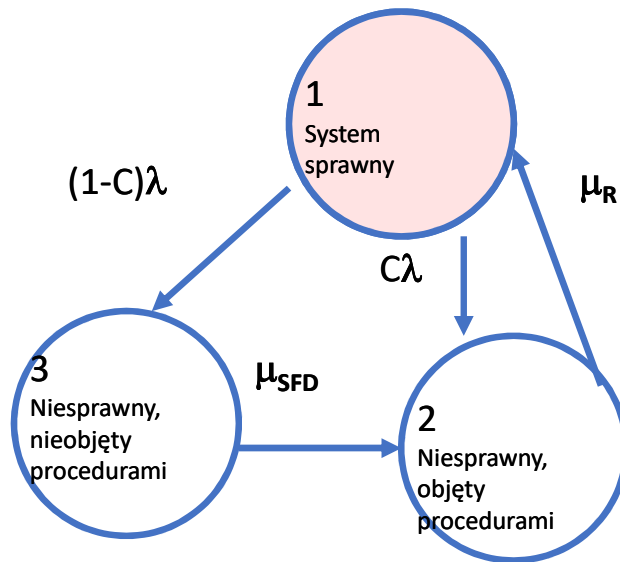 1
System
sprawny
(1-C)λ
μR
Cλ
3
Niesprawny,
nieobjęty
procedurami
μSFD
2
Niesprawny,
objęty
procedurami